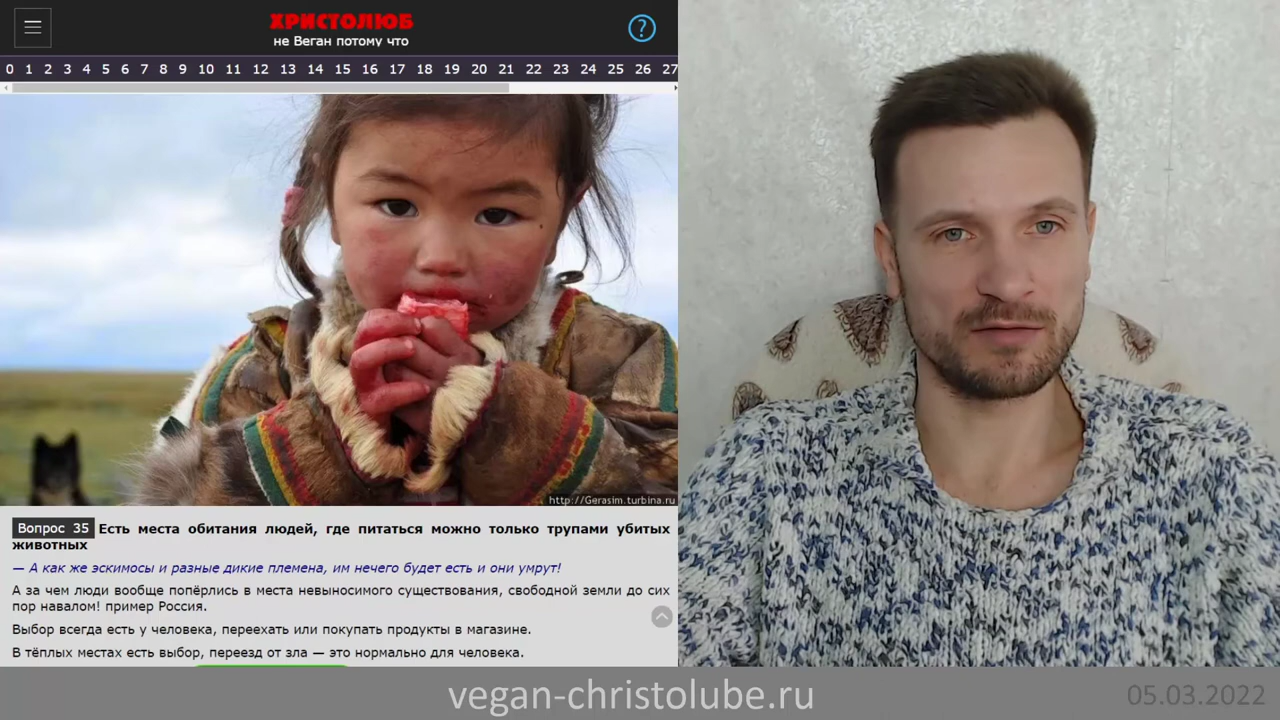 ХРИСТОЛЮБ
не Веган потому что
?
0 1 2 3 4 5 6 7 8 9 10 11 12 13 14 15 16 17 18 19 20 21 22 23 24 25 26 27
http://Gerasim.turbina.ru
Вопрос 35 Есть места обитания людей, где питаться можно только трупами убитых
животных
— А как же эскимосы и разные дикие племена, им нечего будет есть и они умрут!
А за чем люди вообще попёрлись в места невыносимого существования, свободной земли до сих
пор навалом! пример Россия.
Выбор всегда есть у человека, переехать или покупать продукты в магазине.
В тёплых местах есть выбор, переезд от зла — это нормально для человека.
vegan-christolube.ru
05.03.2022